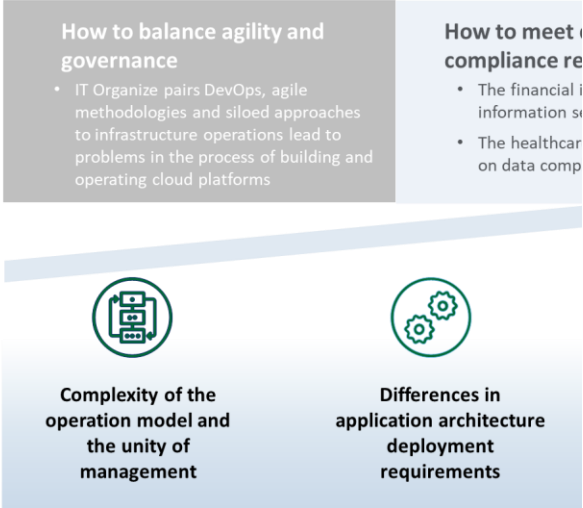 How to balance agility and
governance
• IT Organize pairs DevOps, agile
methodologies and siloed approaches
to infrastructure operations lead to
problems in the process of building and
operating cloud platforms
How to meet
compliance
• The financial
information
• The healthcar
on data comp
Complexity of the
operation model and
the unity of
management
Differences in
application architecture
deployment
requirements